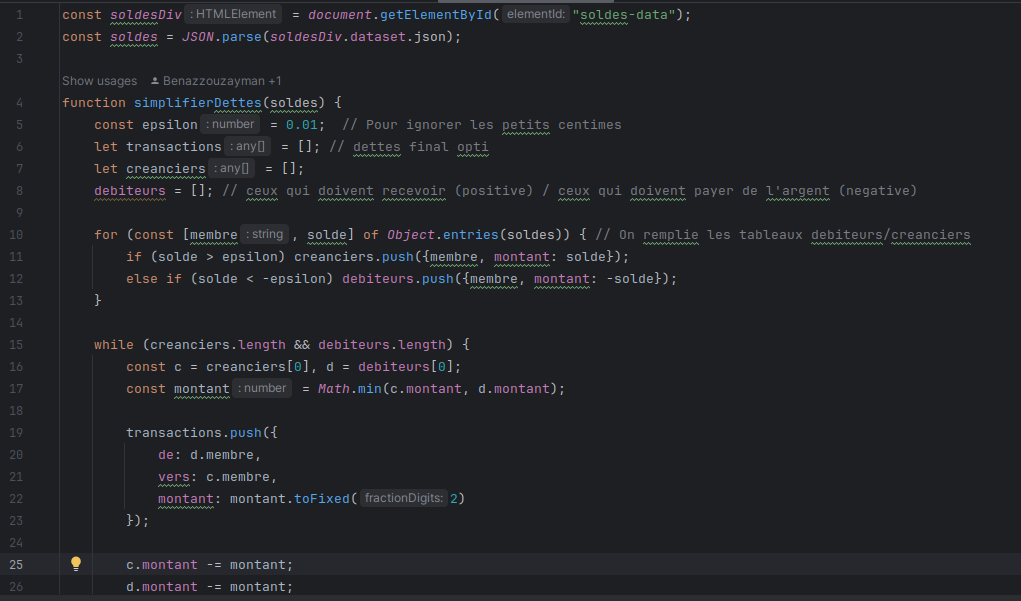 1 const soldesDiv : HTMLElement = document.getElementById( elementId: "soldes-data");
2 const soldes = JSON.parse(soldesDiv.dataset.json);
3
Show usages Benazzouzayman +1
4 function simplifierDettes(soldes) {
5 const epsilon : number = 0.01; // Pour ignorer les petits centimes
6 let transactions : any[] = []; // dettes final opti
7 let creanciers : any[] = [];
8 debiteurs = []; // ceux qui doivent recevoir (positive) / ceux qui doivent payer de l'argent (negative)
9
10 for (const [membre : string , solde] of Object.entries(soldes)) { // On remplie les tableaux debiteurs/creanciers
11 if (solde > epsilon) creanciers.push({membre, montant: solde});
12 else if (solde < -epsilon) debiteurs.push({membre, montant: -solde});
13 }
14
15 while (creanciers.length && debiteurs.length) {
16 const c = creanciers[0], d = debiteurs[0];
17 const montant : number = Math.min(c.montant, d.montant);
18
19 transactions.push({
20 de: d.membre,
21 vers: c.membre,
22 montant: montant.toFixed( fractionDigits: 2)
23 });
24
25 c.montant -= montant;
26 d.montant -= montant;